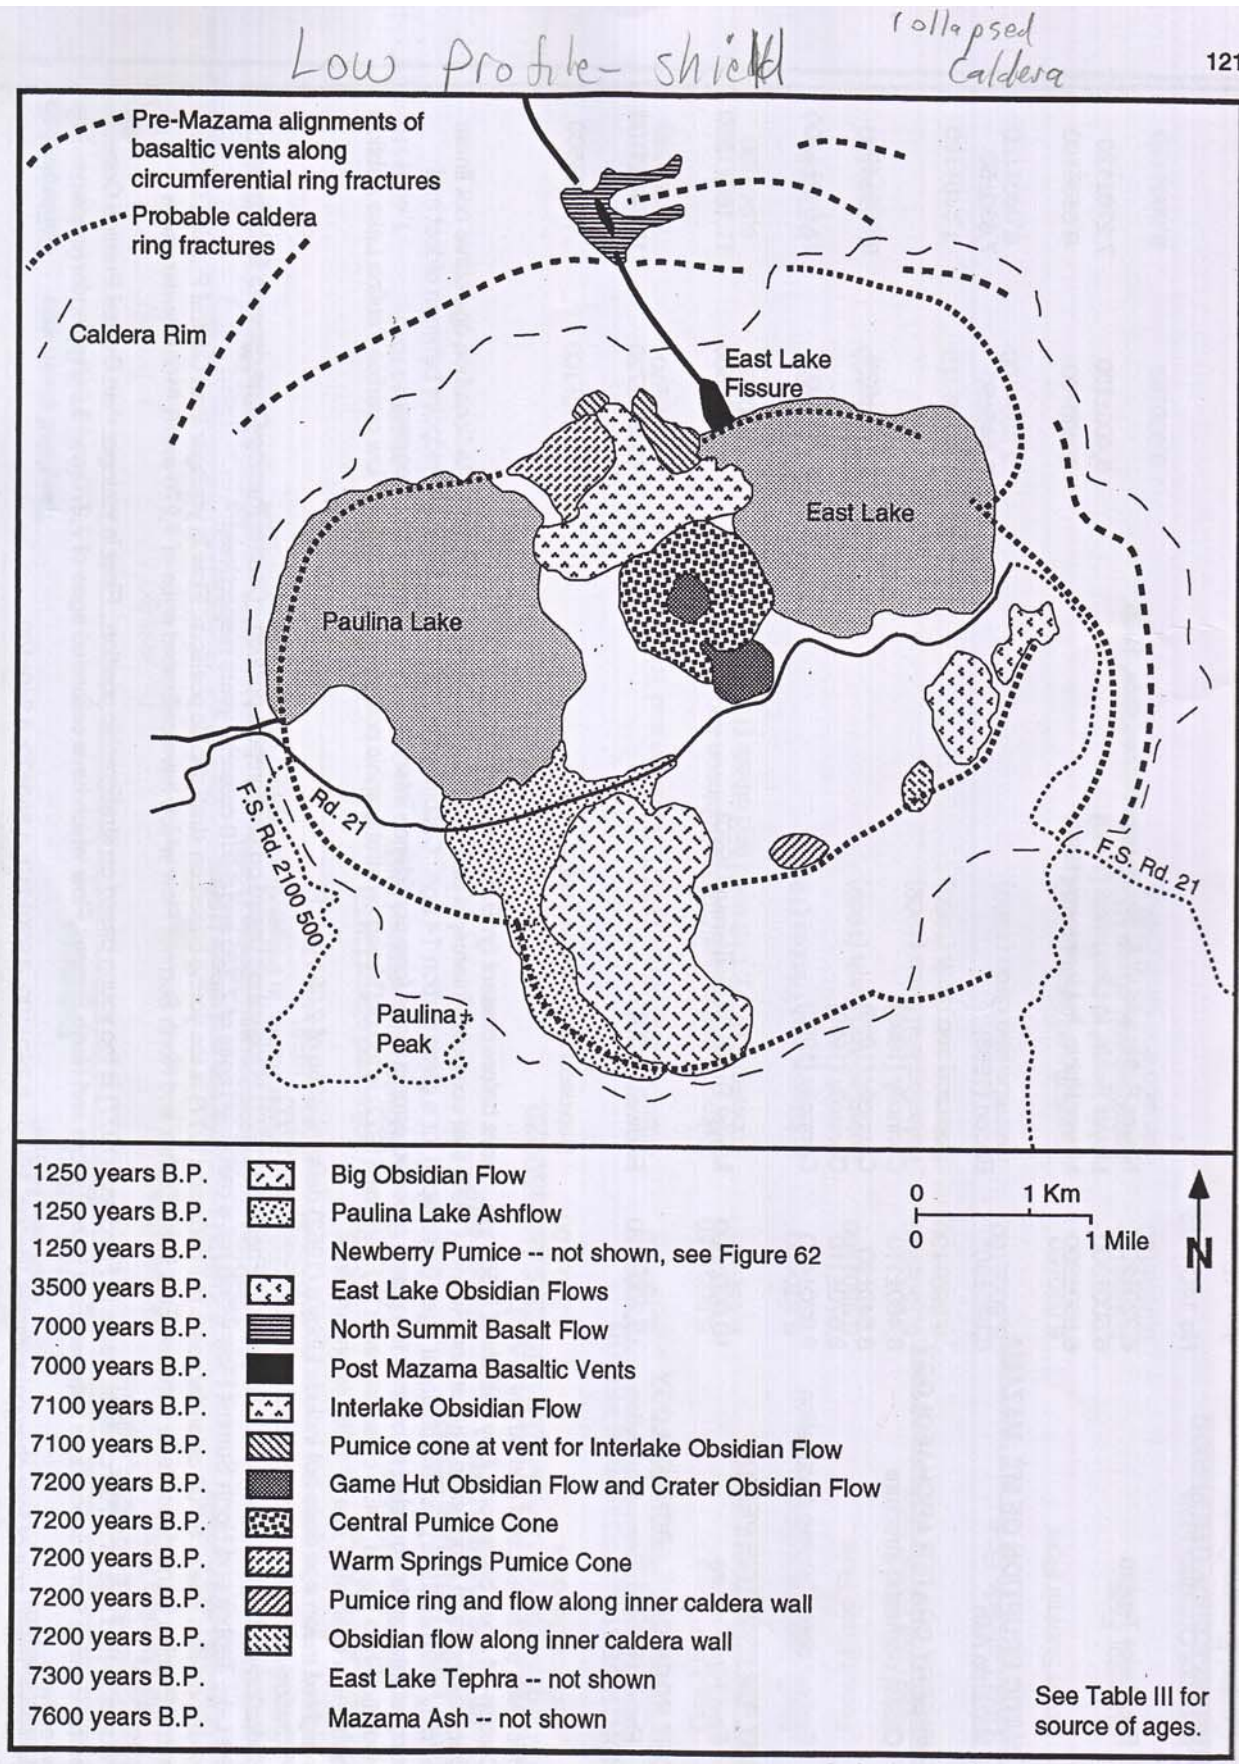 collapsed
Low Profile - shield
Caldera
121
Pre-Mazama alignments of
basaltic vents along
circumferential ring fractures
Probable caldera
ring fractures
Caldera Rim
East Lake
Fissure
East Lake
Paulina Lake
Rd. 21
F.S. Rd. 2100 500
F.S. Rd. 21
Paulina
Peak
1250 years B.P. Big Obsidian Flow
1250 years B.P. Paulina Lake Ashflow
1250 years B.P. Newberry Pumice -- not shown, see Figure 62
3500 years B.P. East Lake Obsidian Flows
7000 years B.P. North Summit Basalt Flow
7000 years B.P. Post Mazama Basaltic Vents
7100 years B.P. Interlake Obsidian Flow
7100 years B.P. Pumice cone at vent for Interlake Obsidian Flow
7200 years B.P. Game Hut Obsidian Flow and Crater Obsidian Flow
7200 years B.P. Central Pumice Cone
7200 years B.P. Warm Springs Pumice Cone
7200 years B.P. Pumice ring and flow along inner caldera wall
7200 years B.P. Obsidian flow along inner caldera wall
7300 years B.P. East Lake Tephra -- not shown
7600 years B.P. Mazama Ash -- not shown
0 1 Km
0 1 Mile
N
See Table III for
source of ages.